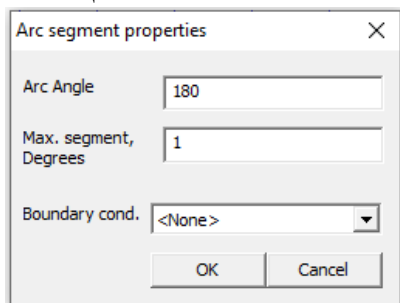 Arc segment properties
Arc Angle
180
Max. segment,
Degrees
1
Boundary cond.
<None>
OK
Cancel